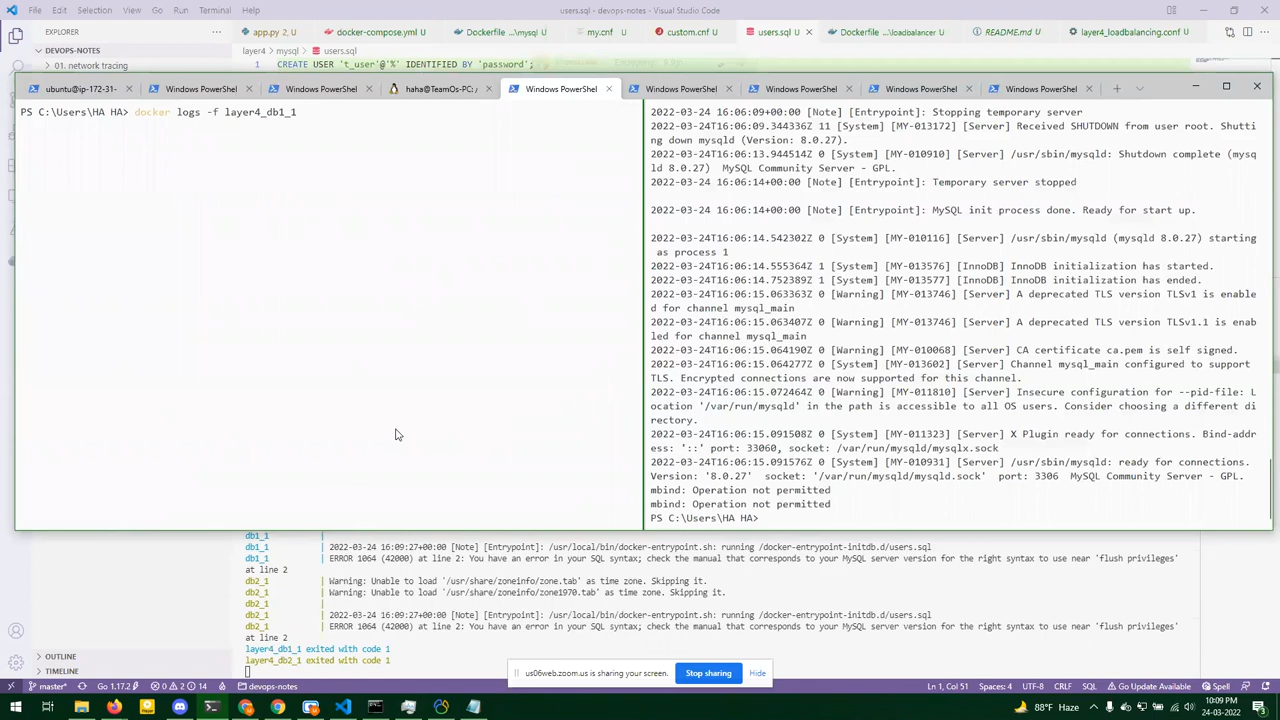 File Edit Selection View Go Run Terminal Help
users.sql - devops-notes - Visual Studio Code
EXPLORER
app.py 2, U
docker-compose.yml U
Dockerfile ...\mysql U
my.cnf U
custom.cnf U
users.sql U
Dockerfile ...\loadbalancer U
README.md U
layer4_loadbalancing.conf U
DEVOPS-NOTES
layer4 > mysql > users.sql
01. network tracing
CREATE USER 't_user'@'%' IDENTIFIED BY 'password';
ubuntu@ip-172-31-
Windows PowerShel
Windows PowerShel
haha@TeamOs-PC: /
Windows PowerShel
Windows PowerShel
Windows PowerShel
Windows PowerShel
Windows PowerShel
PS C:\Users\HA HA> docker logs -f layer4_db1_1
2022-03-24 16:06:09+00:00 [Note] [Entrypoint]: Stopping temporary server
2022-03-24T16:06:09.344336Z 11 [System] [MY-013172] [Server] Received SHUTDOWN from user root. Shutti
ng down mysqld (Version: 8.0.27).
2022-03-24T16:06:13.944514Z 0 [System] [MY-010910] [Server] /usr/sbin/mysqld: Shutdown complete (mysq
ld 8.0.27)  MySQL Community Server - GPL.
2022-03-24 16:06:14+00:00 [Note] [Entrypoint]: Temporary server stopped
2022-03-24 16:06:14+00:00 [Note] [Entrypoint]: MySQL init process done. Ready for start up.
2022-03-24T16:06:14.542302Z 0 [System] [MY-010116] [Server] /usr/sbin/mysqld (mysqld 8.0.27) starting
as process 1
2022-03-24T16:06:14.555364Z 1 [System] [MY-013576] [InnoDB] InnoDB initialization has started.
2022-03-24T16:06:14.752389Z 1 [System] [MY-013577] [InnoDB] InnoDB initialization has ended.
2022-03-24T16:06:15.063363Z 0 [Warning] [MY-013746] [Server] A deprecated TLS version TLSv1 is enable
d for channel mysql_main
2022-03-24T16:06:15.063407Z 0 [Warning] [MY-013746] [Server] A deprecated TLS version TLSv1.1 is enab
led for channel mysql_main
2022-03-24T16:06:15.064190Z 0 [Warning] [MY-010068] [Server] CA certificate ca.pem is self signed.
2022-03-24T16:06:15.064277Z 0 [System] [MY-013602] [Server] Channel mysql_main configured to support
TLS. Encrypted connections are now supported for this channel.
2022-03-24T16:06:15.072464Z 0 [Warning] [MY-011810] [Server] Insecure configuration for --pid-file: L
ocation '/var/run/mysqld' in the path is accessible to all OS users. Consider choosing a different di
rectory.
2022-03-24T16:06:15.091508Z 0 [System] [MY-011323] [Server] X Plugin ready for connections. Bind-addr
ess: '::' port: 33060, socket: /var/run/mysqld/mysqlx.sock
2022-03-24T16:06:15.091576Z 0 [System] [MY-010931] [Server] /usr/sbin/mysqld: ready for connections.
Version: '8.0.27'  socket: '/var/run/mysqld/mysqld.sock'  port: 3306  MySQL Community Server - GPL.
mbind: Operation not permitted
mbind: Operation not permitted
PS C:\Users\HA HA>
db1_1 |
db1_1 | 2022-03-24 16:09:27+00:00 [Note] [Entrypoint]: /usr/local/bin/docker-entrypoint.sh: running /docker-entrypoint-initdb.d/users.sql
db1_1 | ERROR 1064 (42000) at line 2: You have an error in your SQL syntax; check the manual that corresponds to your MySQL server version for the right syntax to use near 'flush privileges'
at line 2
db2_1 | Warning: Unable to load '/usr/share/zoneinfo/zone.tab' as time zone. Skipping it.
db2_1 | Warning: Unable to load '/usr/share/zoneinfo/zone1970.tab' as time zone. Skipping it.
db2_1 |
db2_1 | 2022-03-24 16:09:27+00:00 [Note] [Entrypoint]: /usr/local/bin/docker-entrypoint.sh: running /docker-entrypoint-initdb.d/users.sql
db2_1 | ERROR 1064 (42000) at line 2: You have an error in your SQL syntax; check the manual that corresponds to your MySQL server version for the right syntax to use near 'flush privileges'
at line 2
layer4_db1_1 exited with code 1
layer4_db2_1 exited with code 1
OUTLINE
TIMELINE
us06web.zoom.us is sharing your screen. Stop sharing Hide
master* Go 1.17.2 0 2 14 devops-notes
Ln 1, Col 51 Spaces: 4 UTF-8 CRLF SQL Go Update Available Spell
88°F Haze
10:09 PM
24-03-2022
3